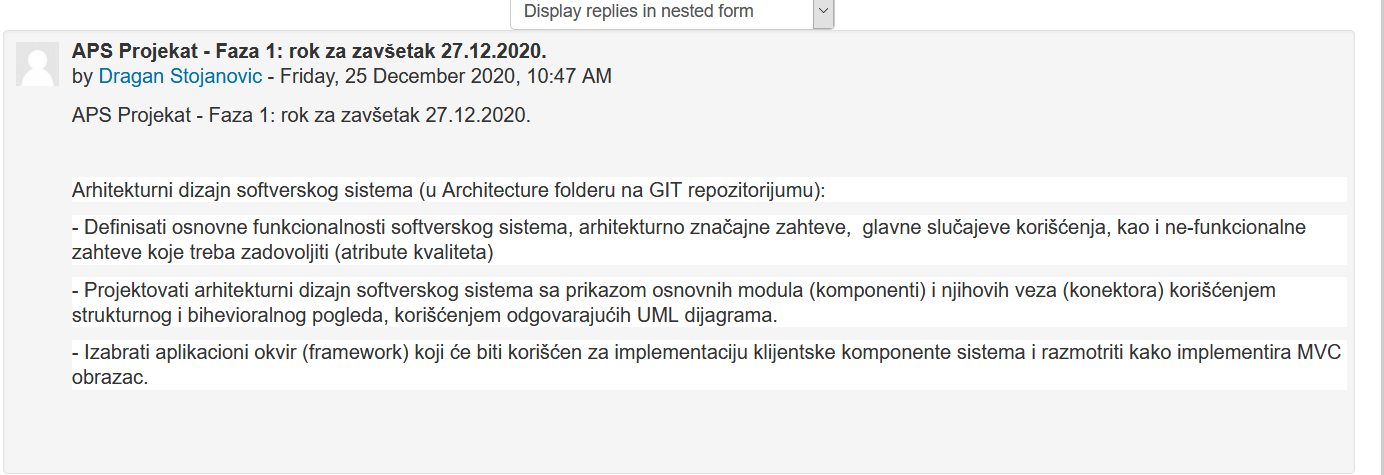 Display replies in nested form
APS Projekat - Faza 1: rok za zavšetak 27.12.2020.
by Dragan Stojanovic - Friday, 25 December 2020, 10:47 AM
APS Projekat - Faza 1: rok za zavšetak 27.12.2020.
Arhitekturni dizajn softverskog sistema (u Architecture folderu na GIT repozitorijumu):
- Definisati osnovne funkcionalnosti softverskog sistema, arhitekturno značajne zahteve,  glavne slučajeve korišćenja, kao i ne-funkcionalne
zahteve koje treba zadovoljiti (atribute kvaliteta)
- Projektovati arhitekturni dizajn softverskog sistema sa prikazom osnovnih modula (komponenti) i njihovih veza (konektora) korišćenjem
strukturnog i bihevioralnog pogleda, korišćenjem odgovarajućih UML dijagrama.
- Izabrati aplikacioni okvir (framework) koji će biti korišćen za implementaciju klijentske komponente sistema i razmotriti kako implementira MVC
obrazac.